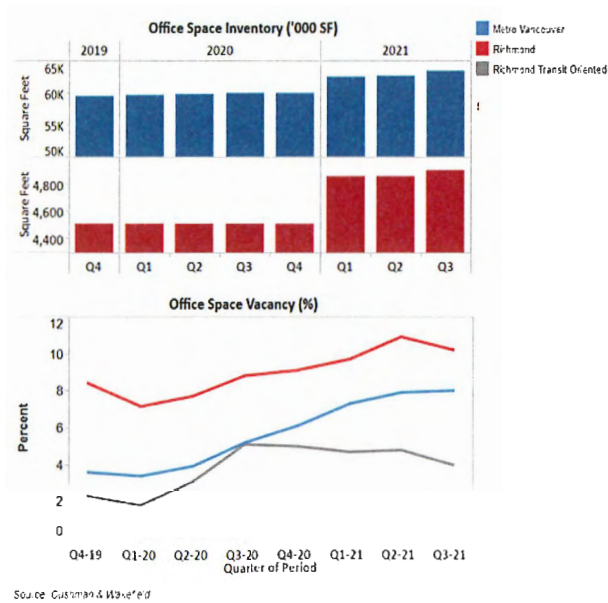 Office Space Inventory ('000 SF)
Metro Vancouver
Richmond
Richmond Transit Oriented
2019 2020 2021
65K
60K
55K
50K
Square Feet
4,800
4,600
4,400
Square Feet
Q4 Q1 Q2 Q3 Q4 Q1 Q2 Q3
Office Space Vacancy (%)
12
10
8
6
4
2
0
Percent
Q4-19 Q1-20 Q2-20 Q3-20 Q4-20 Q1-21 Q2-21 Q3-21
Quarter of Period
Source: Cushman & Wakefield